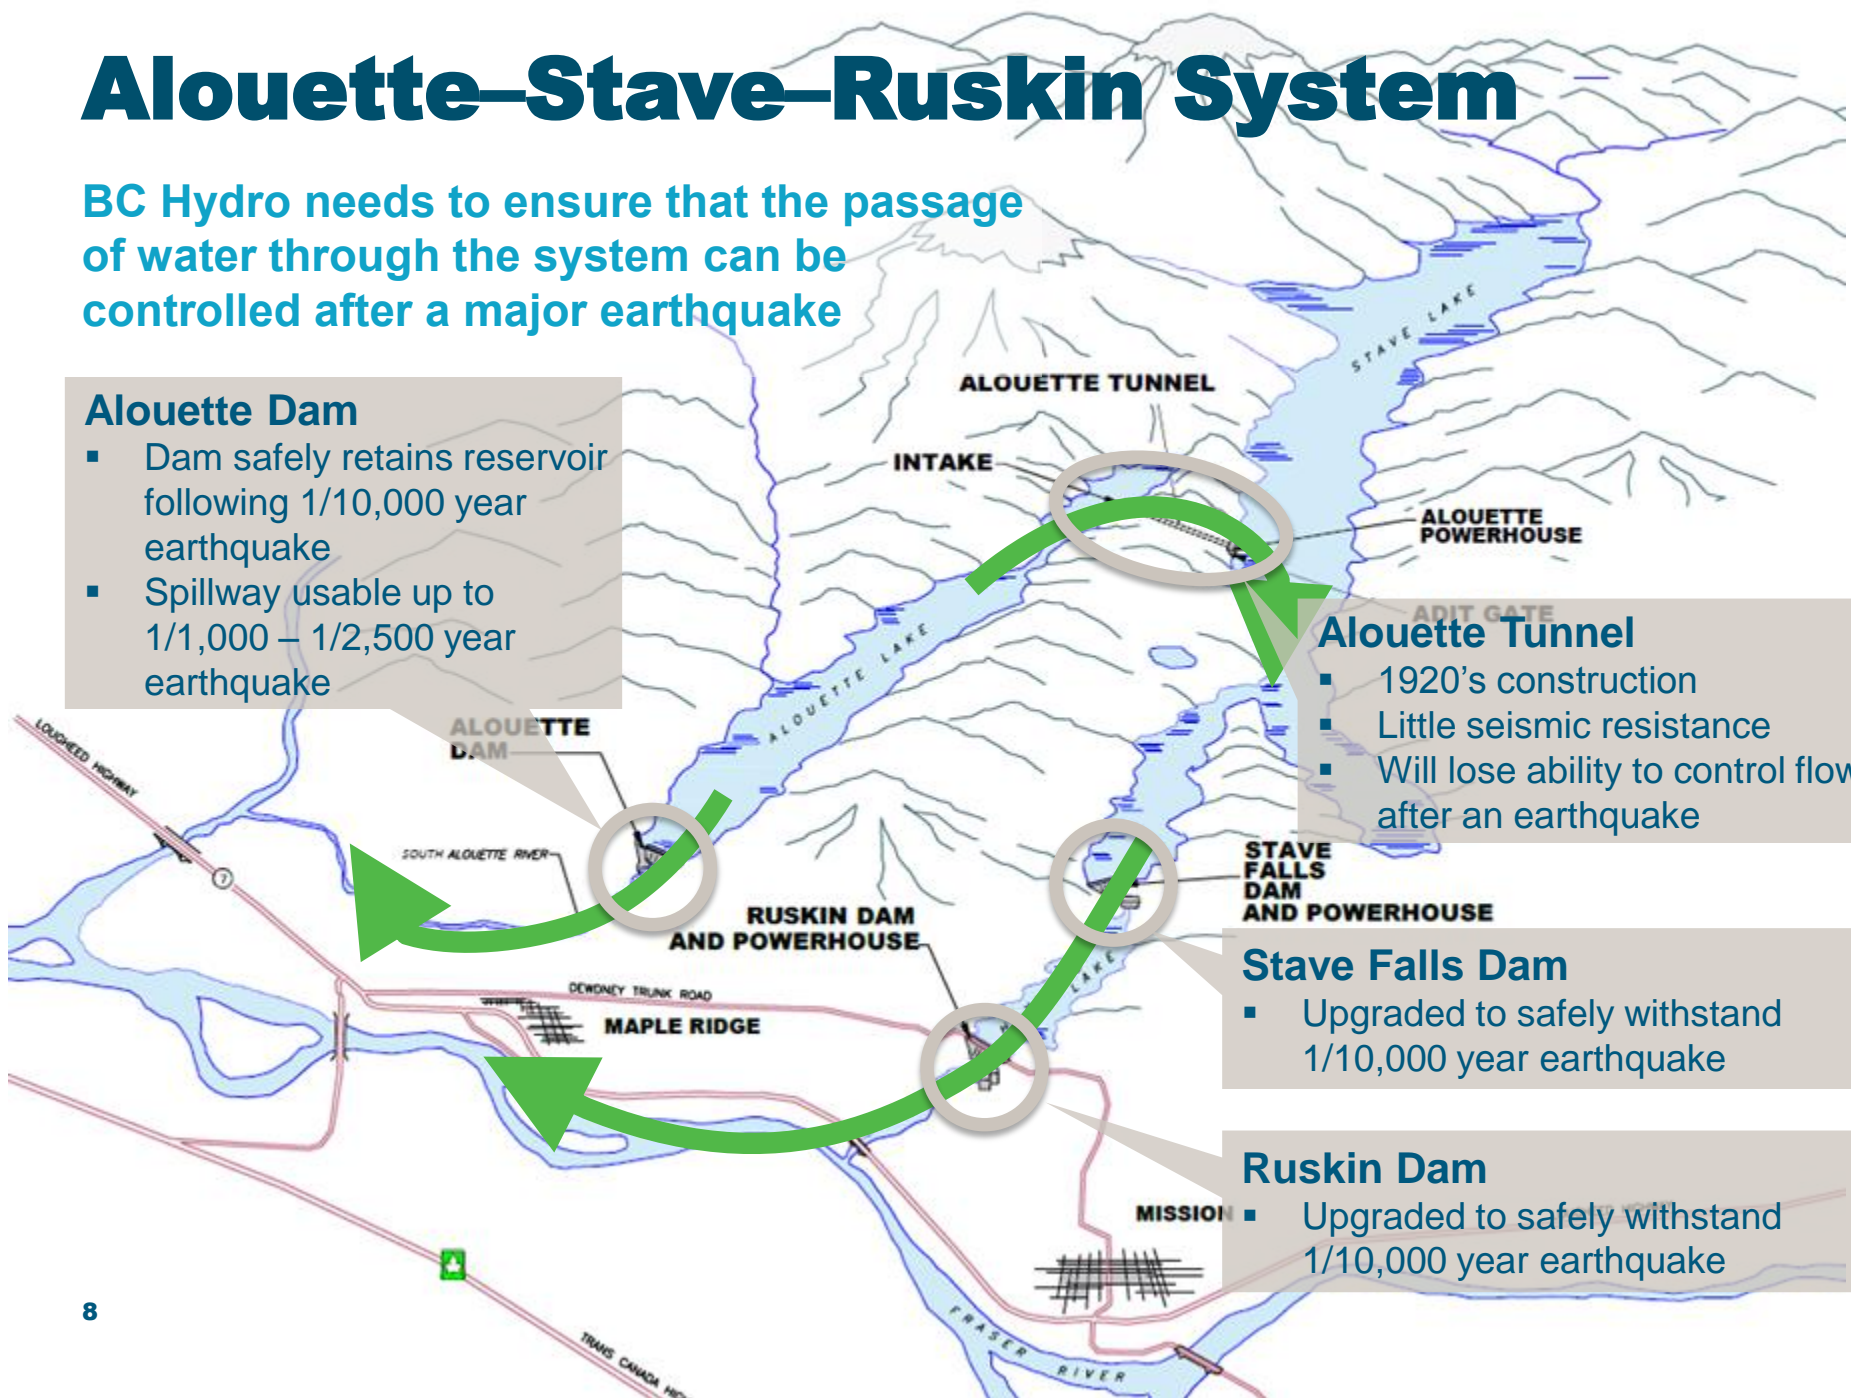 Alouette–Stave–Ruskin System
BC Hydro needs to ensure that the passage
of water through the system can be
controlled after a major earthquake
Alouette Dam
▪ Dam safely retains reservoir
following 1/10,000 year
earthquake
▪ Spillway usable up to
1/1,000 – 1/2,500 year
earthquake
STAVE LAKE
ALOUETTE TUNNEL
INTAKE
ALOUETTE
POWERHOUSE
ADIT GATE
Alouette Tunnel
▪ 1920's construction
▪ Little seismic resistance
▪ Will lose ability to control flow
after an earthquake
ALOUETTE LAKE
ALOUETTE
DAM
LOUGHEED HIGHWAY
SOUTH ALOUETTE RIVER
7
STAVE
FALLS
DAM
AND POWERHOUSE
RUSKIN DAM
AND POWERHOUSE
LAKE
Stave Falls Dam
▪ Upgraded to safely withstand
1/10,000 year earthquake
DEWDNEY TRUNK ROAD
MAPLE RIDGE
Ruskin Dam
▪ Upgraded to safely withstand
1/10,000 year earthquake
MISSION
FRASER RIVER
TRANS CANADA
8